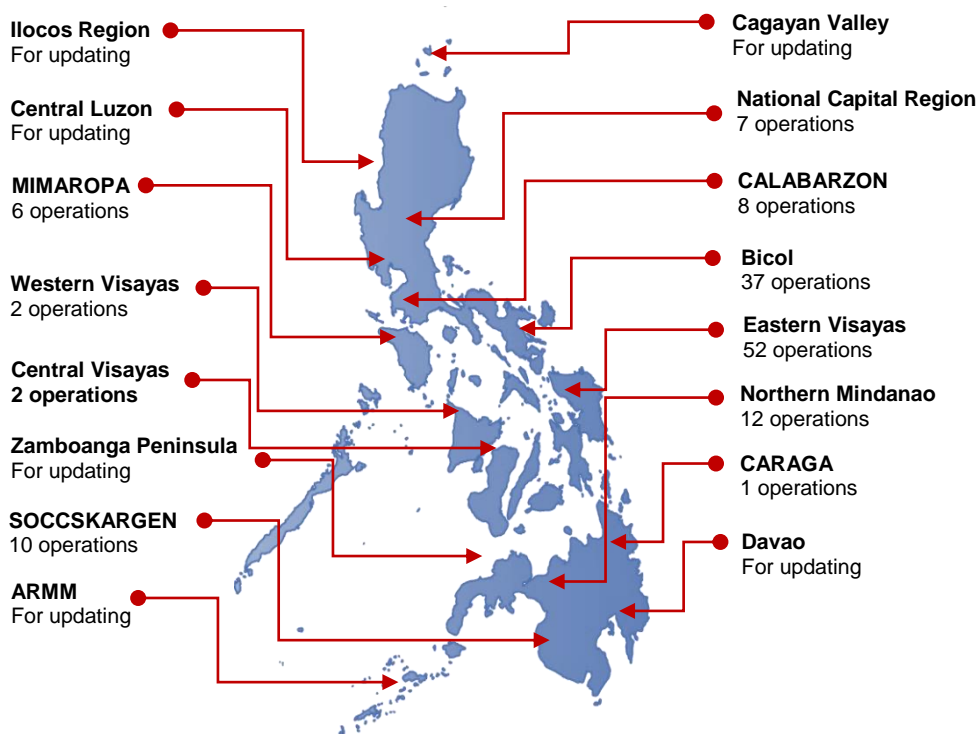 Ilocos Region
For updating
Central Luzon
For updating
MIMAROPA
6 operations
Western Visayas
2 operations
Central Visayas
2 operations
Zamboanga Peninsula
For updating
SOCCSKARGEN
10 operations
ARMM
For updating
Cagayan Valley
For updating
National Capital Region
7 operations
CALABARZON
8 operations
Bicol
37 operations
Eastern Visayas
52 operations
Northern Mindanao
12 operations
CARAGA
1 operations
Davao
For updating